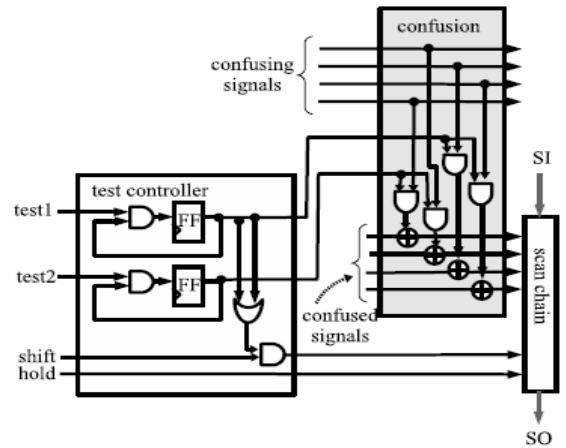 confusion
confusing
signals
SI
test controller
test1
FF
test2
FF
scan chain
confused
signals
shift
hold
SO